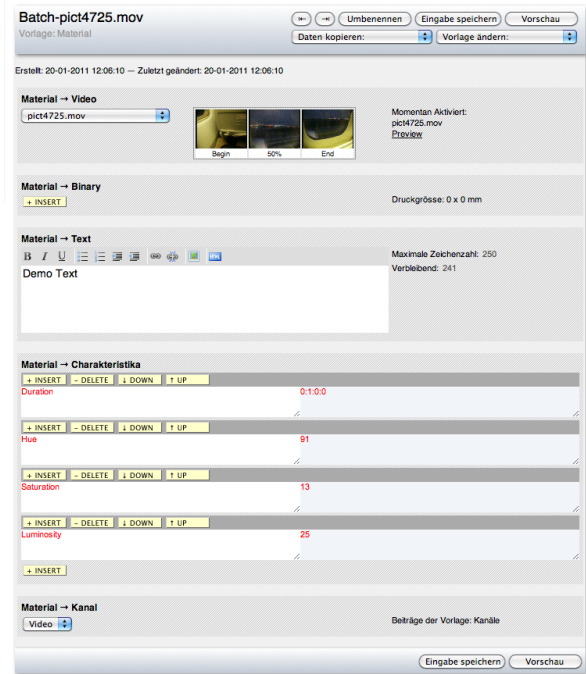 Batch-pict4725.mov
Vorlage: Material
Umbenennen
Eingabe speichern
Vorschau
Daten kopieren:
Vorlage ändern:
Erstellt: 20-01-2011 12:06:10 — Zuletzt geändert: 20-01-2011 12:06:10
Material → Video
pict4725.mov
Begin
50%
End
Momentan Aktiviert:
pict4725.mov
Preview
Material → Binary
+ INSERT
Druckgrösse: 0 x 0 mm
Material → Text
B I U
Maximale Zeichenzahl: 250
Verbleibend: 241
Demo Text
Material → Charakteristika
+ INSERT - DELETE ↓ DOWN ↑ UP
Duration 0:1:0:0
+ INSERT - DELETE ↓ DOWN ↑ UP
Hue 91
+ INSERT - DELETE ↓ DOWN ↑ UP
Saturation 13
+ INSERT - DELETE ↓ DOWN ↑ UP
Luminosity 25
+ INSERT
Material → Kanal
Video
Beiträge der Vorlage: Kanäle
Eingabe speichern
Vorschau